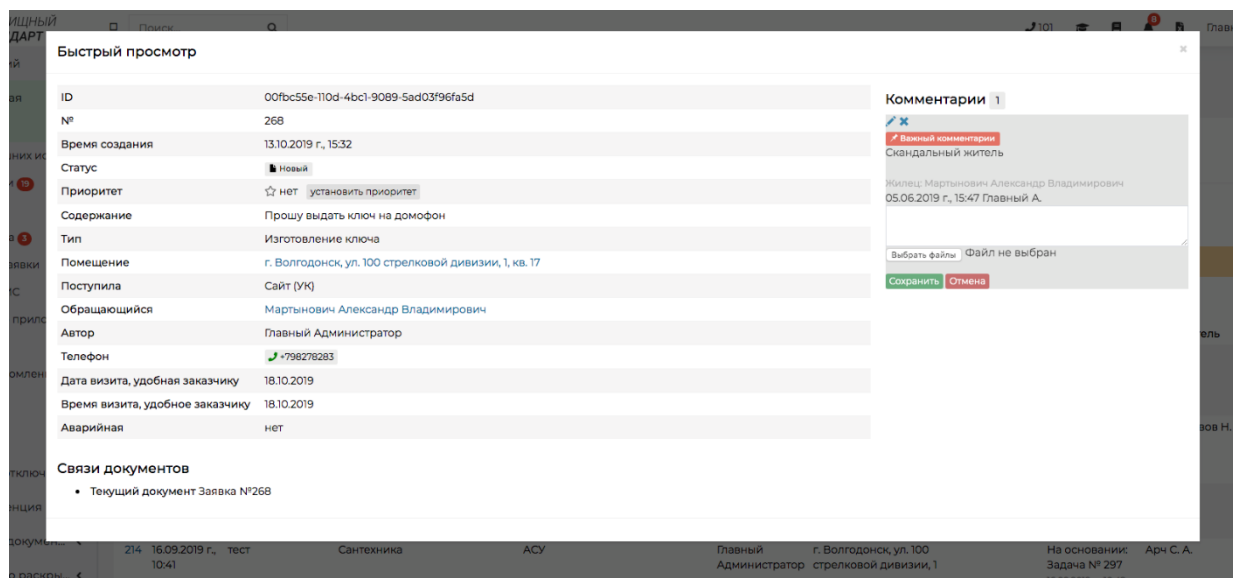 ИЩНЫЙ
ДАРТ
Поиск...
101
8
Быстрый просмотр
ID 00fbc55e-110d-4bc1-9089-5ad03f96fa5d
№ 268
Время создания 13.10.2019 г., 15:32
Статус Новый
Приоритет нет установить приоритет
Содержание Прошу выдать ключ на домофон
Тип Изготовление ключа
Помещение г. Волгодонск, ул. 100 стрелковой дивизии, 1, кв. 17
Поступила Сайт (УК)
Обращающийся Мартынович Александр Владимирович
Автор Главный Администратор
Телефон +798278283
Дата визита, удобная заказчику 18.10.2019
Время визита, удобное заказчику 18.10.2019
Аварийная нет
Связи документов
• Текущий документ Заявка №268
Комментарии 1
Важный комментарии
Скандальный житель
Жилец: Мартынович Александр Владимирович
05.06.2019 г., 15:47 Главный А.
Выбрать файлы Файл не выбран
Сохранить Отмена
19
3
214 16.09.2019 г., тест Сантехника АСУ Главный г. Волгодонск, ул. 100 На основании: Арч С. А.
10:41 Администратор стрелковой дивизии, 1 Задача № 297